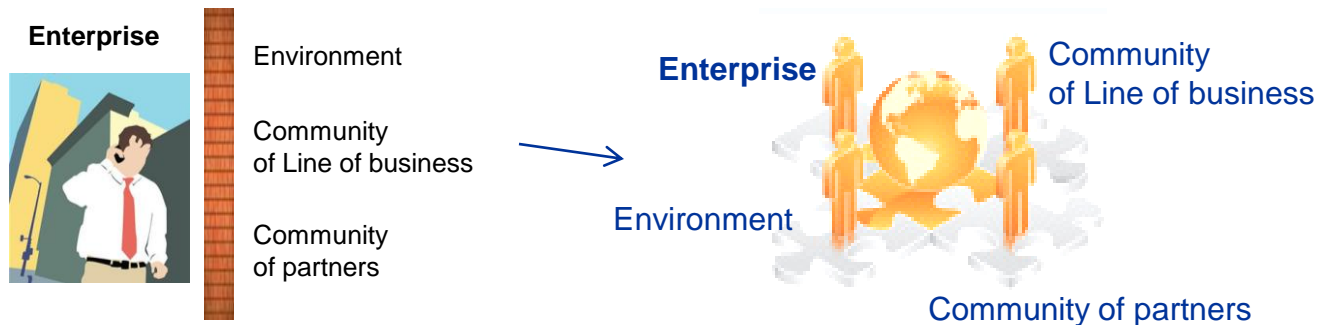 Enterprise
Environment
Community
of Line of business
Community
of partners
Enterprise
Community
of Line of business
Environment
Community of partners